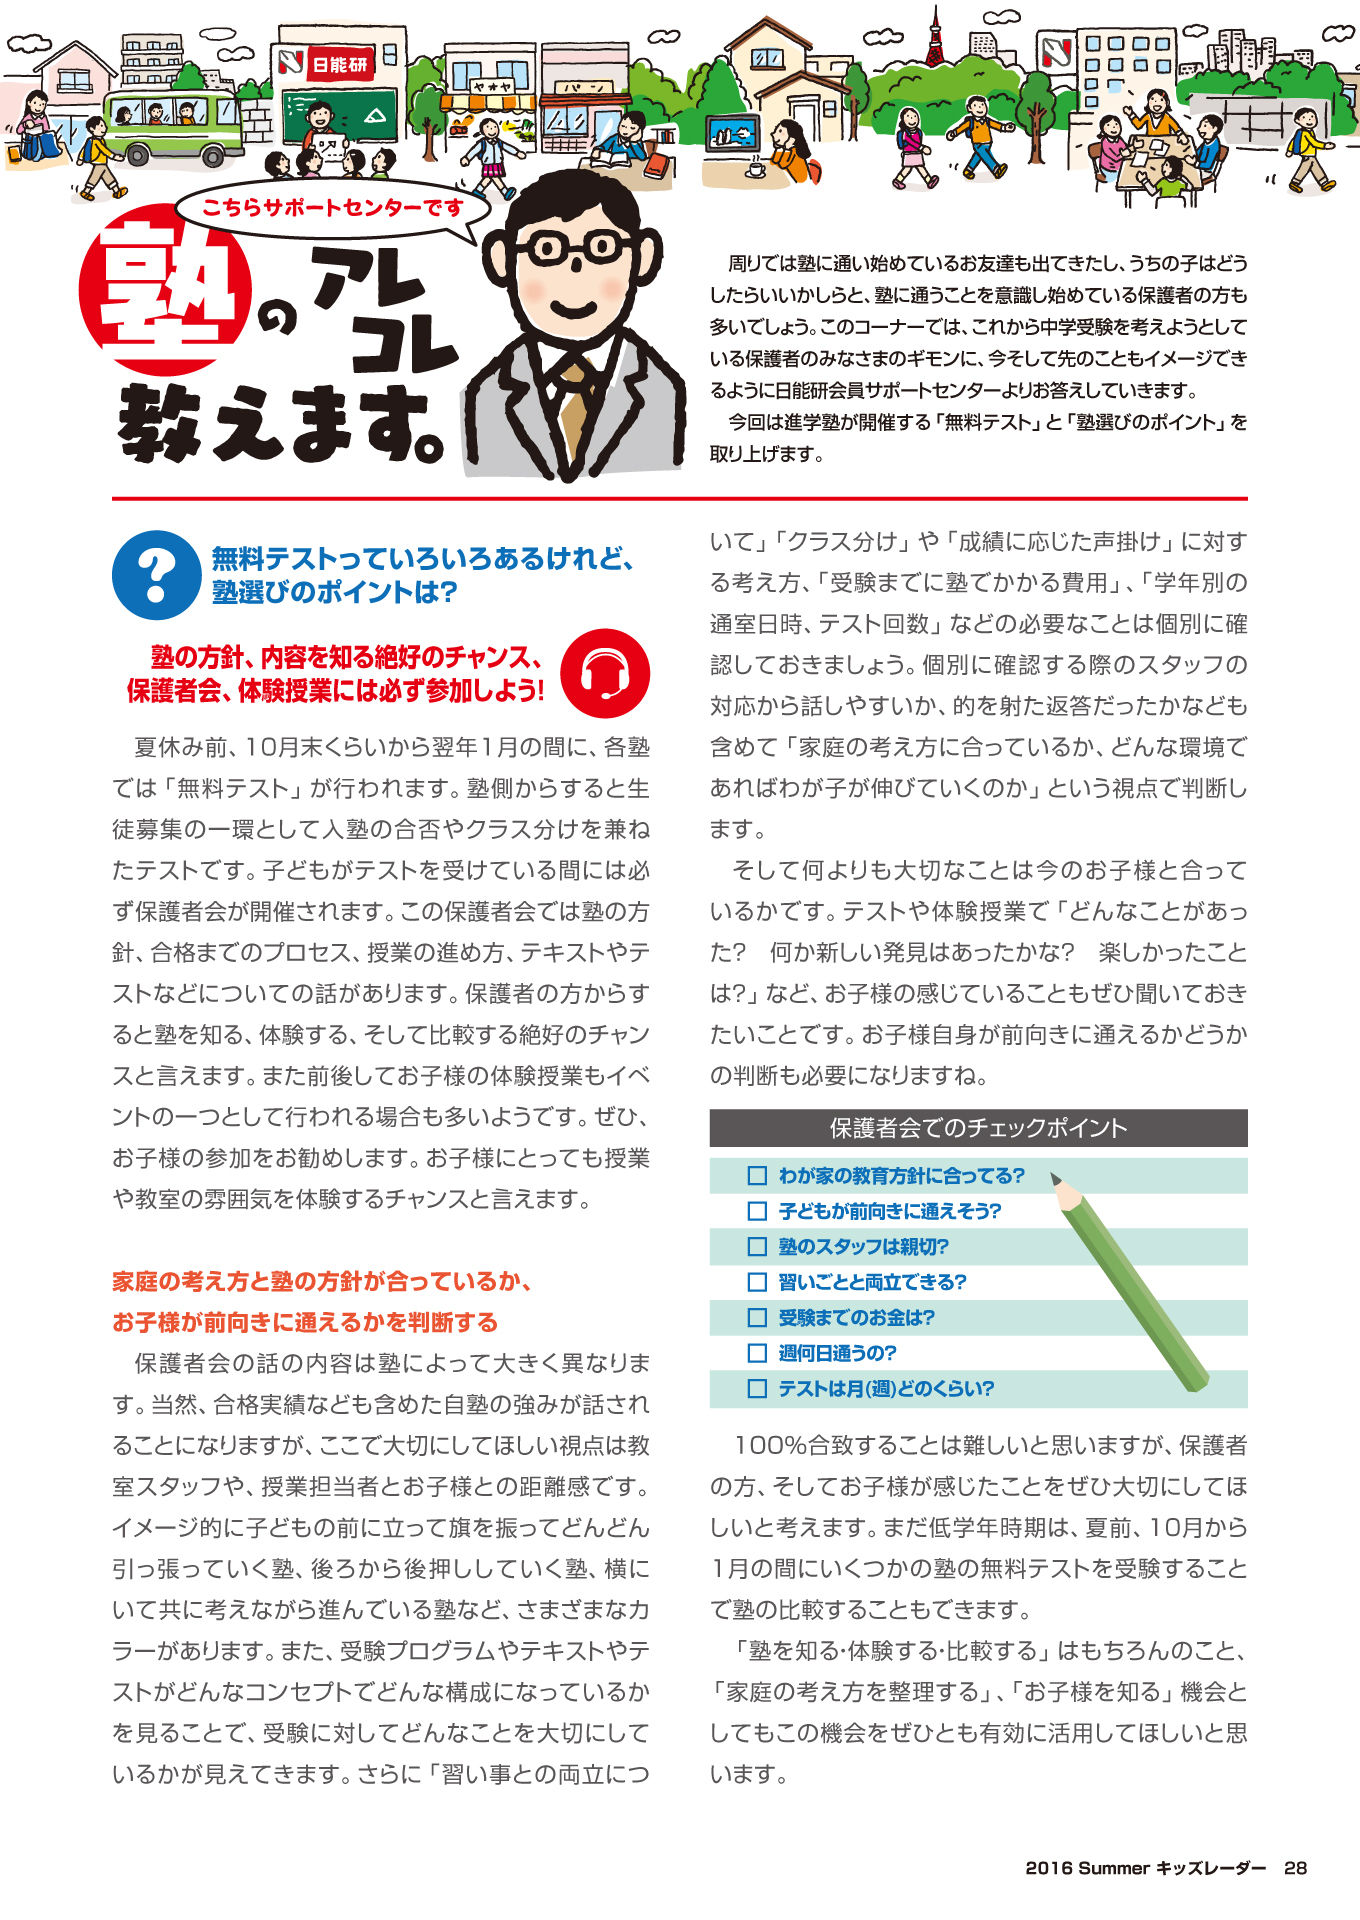 日能研
ヤオヤ
パン
こちらサポートセンターです
塾のアレ
コレ
教えます。
周りでは塾に通い始めているお友達も出てきたし、うちの子はどう
したらいいかしらと、塾に通うことを意識し始めている保護者の方も
多いでしょう。このコーナーでは、これから中学受験を考えようとして
いる保護者のみなさまのギモンに、今そして先のこともイメージでき
るように日能研会員サポートセンターよりお答えしていきます。
今回は進学塾が開催する「無料テスト」と「塾選びのポイント」を
取り上げます。
?
無料テストっていろいろあるけれど、
塾選びのポイントは?
塾の方針、内容を知る絶好のチャンス、
保護者会、体験授業には必ず参加しよう!
夏休み前、10月末くらいから翌年1月の間に、各塾
では「無料テスト」が行われます。塾側からすると生
徒募集の一環として入塾の合否やクラス分けを兼ね
たテストです。子どもがテストを受けている間には必
ず保護者会が開催されます。この保護者会では塾の方
針、合格までのプロセス、授業の進め方、テキストやテ
ストなどについての話があります。保護者の方からす
ると塾を知る、体験する、そして比較する絶好のチャン
スと言えます。また前後してお子様の体験授業もイベ
ントの一つとして行われる場合も多いようです。ぜひ、
お子様の参加をお勧めします。お子様にとっても授業
や教室の雰囲気を体験するチャンスと言えます。
家庭の考え方と塾の方針が合っているか、
お子様が前向きに通えるかを判断する
保護者会の話の内容は塾によって大きく異なりま
す。当然、合格実績なども含めた自塾の強みが話され
ることになりますが、ここで大切にしてほしい視点は教
室スタッフや、授業担当者とお子様との距離感です。
イメージ的に子どもの前に立って旗を振ってどんどん
引っ張っていく塾、後ろから後押ししていく塾、横に
いて共に考えながら進んでいる塾など、さまざまなカ
ラーがあります。また、受験プログラムやテキストやテ
ストがどんなコンセプトでどんな構成になっているか
を見ることで、受験に対してどんなことを大切にして
いるかが見えてきます。さらに「習い事との両立につ
いて」「クラス分け」や「成績に応じた声掛け」に対す
る考え方、「受験までに塾でかかる費用」、「学年別の
通室日時、テスト回数」などの必要なことは個別に確
認しておきましょう。個別に確認する際のスタッフの
対応から話しやすいか、的を射た返答だったかなども
含めて「家庭の考え方に合っているか、どんな環境で
あればわが子が伸びていくのか」という視点で判断し
ます。
そして何よりも大切なことは今のお子様と合って
いるかです。テストや体験授業で「どんなことがあっ
た?　何か新しい発見はあったかな?　楽しかったこと
は?」など、お子様の感じていることもぜひ聞いておき
たいことです。お子様自身が前向きに通えるかどうか
の判断も必要になりますね。
保護者会でのチェックポイント
□ わが家の教育方針に合ってる?
□ 子どもが前向きに通えそう?
□ 塾のスタッフは親切?
□ 習いごとと両立できる?
□ 受験までのお金は?
□ 週何日通うの?
□ テストは月(週)どのくらい?
100%合致することは難しいと思いますが、保護者
の方、そしてお子様が感じたことをぜひ大切にしてほ
しいと考えます。まだ低学年時期は、夏前、10月から
1月の間にいくつかの塾の無料テストを受験すること
で塾の比較することもできます。
「塾を知る・体験する・比較する」はもちろんのこと、
「家庭の考え方を整理する」、「お子様を知る」機会と
してもこの機会をぜひとも有効に活用してほしいと思
います。
2016 Summer キッズレーダー　28